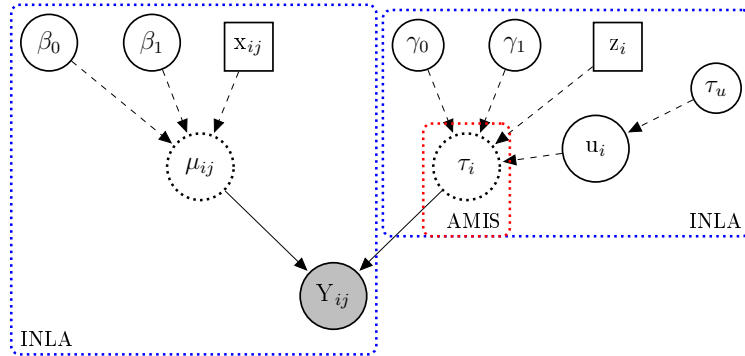 β₀ β₁ xᵢⱼ γ₀ γ₁ zᵢ
τᵤ
μᵢⱼ τᵢ uᵢ
AMIS INLA
Yᵢⱼ
INLA